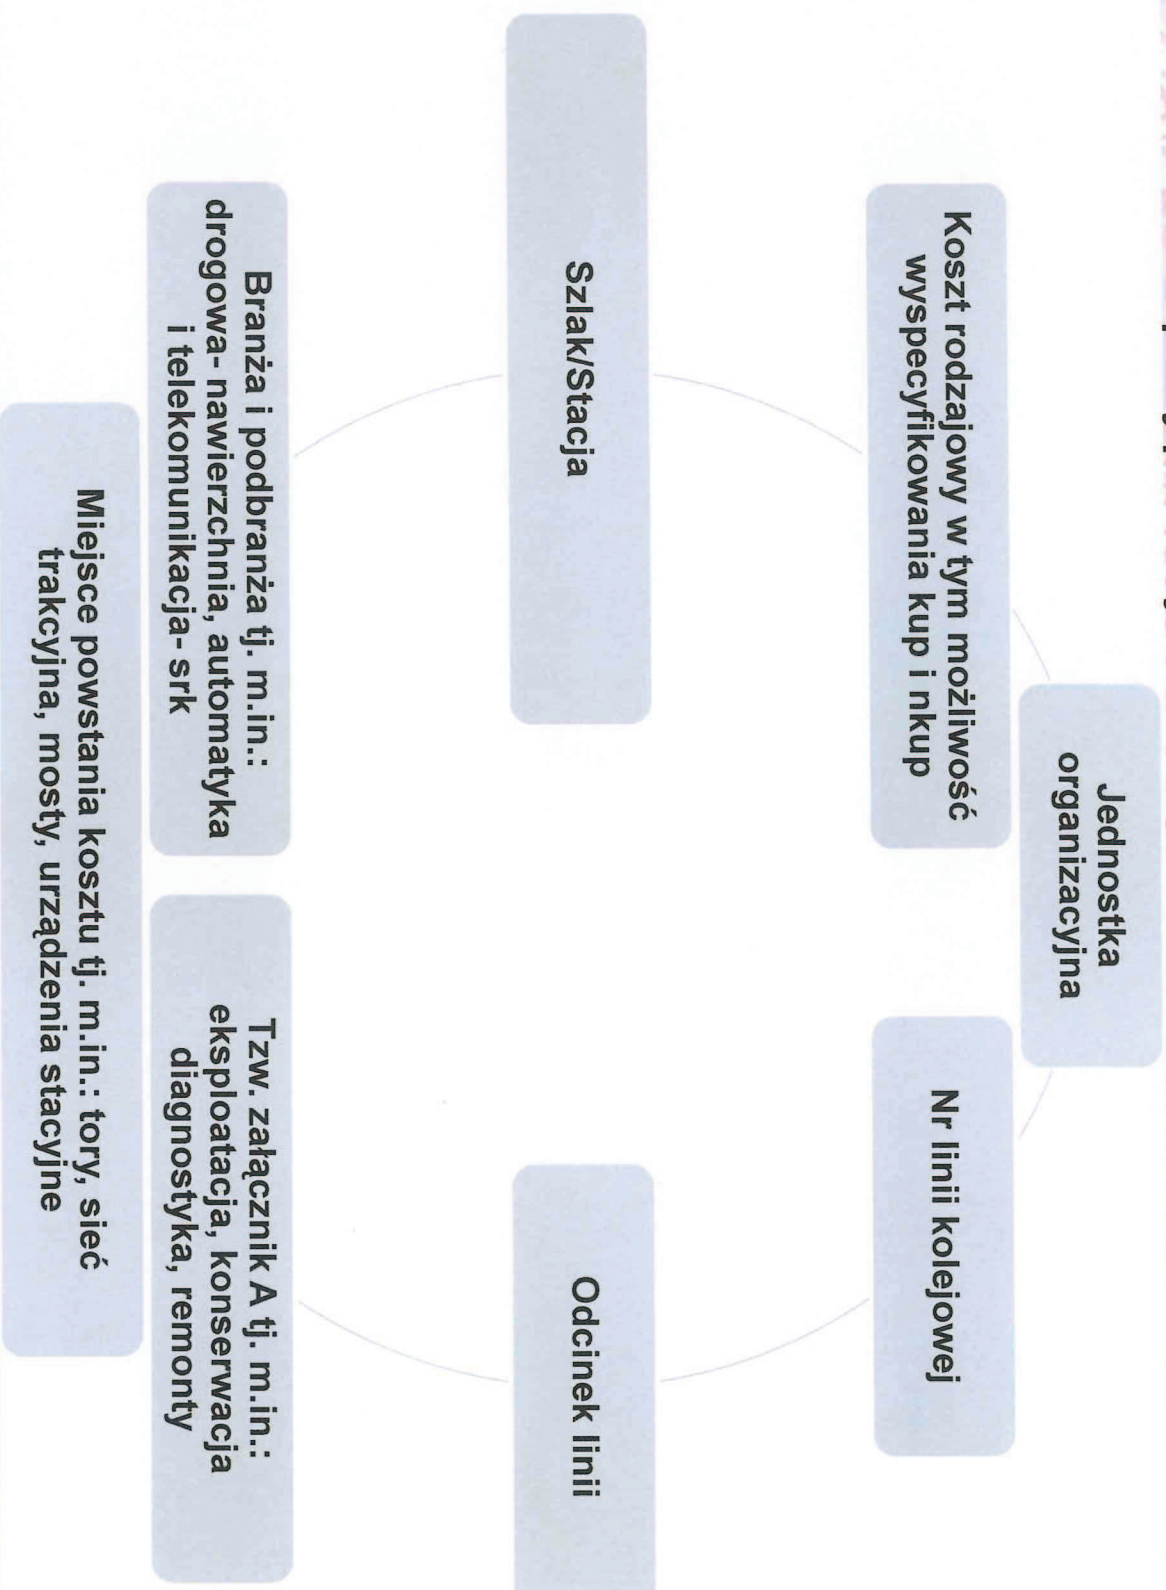 Jednostka
organizacyjna
Koszt rodzajowy w tym możliwość
wyspecyfikowania kup i nkup
Nr linii kolejowej
Szlak/Stacja
Odcinek linii
Branża i podbranża tj. m.in.:
drogowa- nawierzchnia, automatyka
i telekomunikacja- srk
Tzw. załącznik A tj. m.in.:
eksploatacja, konserwacja
diagnostyka, remonty
Miejsce powstania kosztu tj. m.in.: tory, sieć
trakcyjna, mosty, urządzenia stacyjne